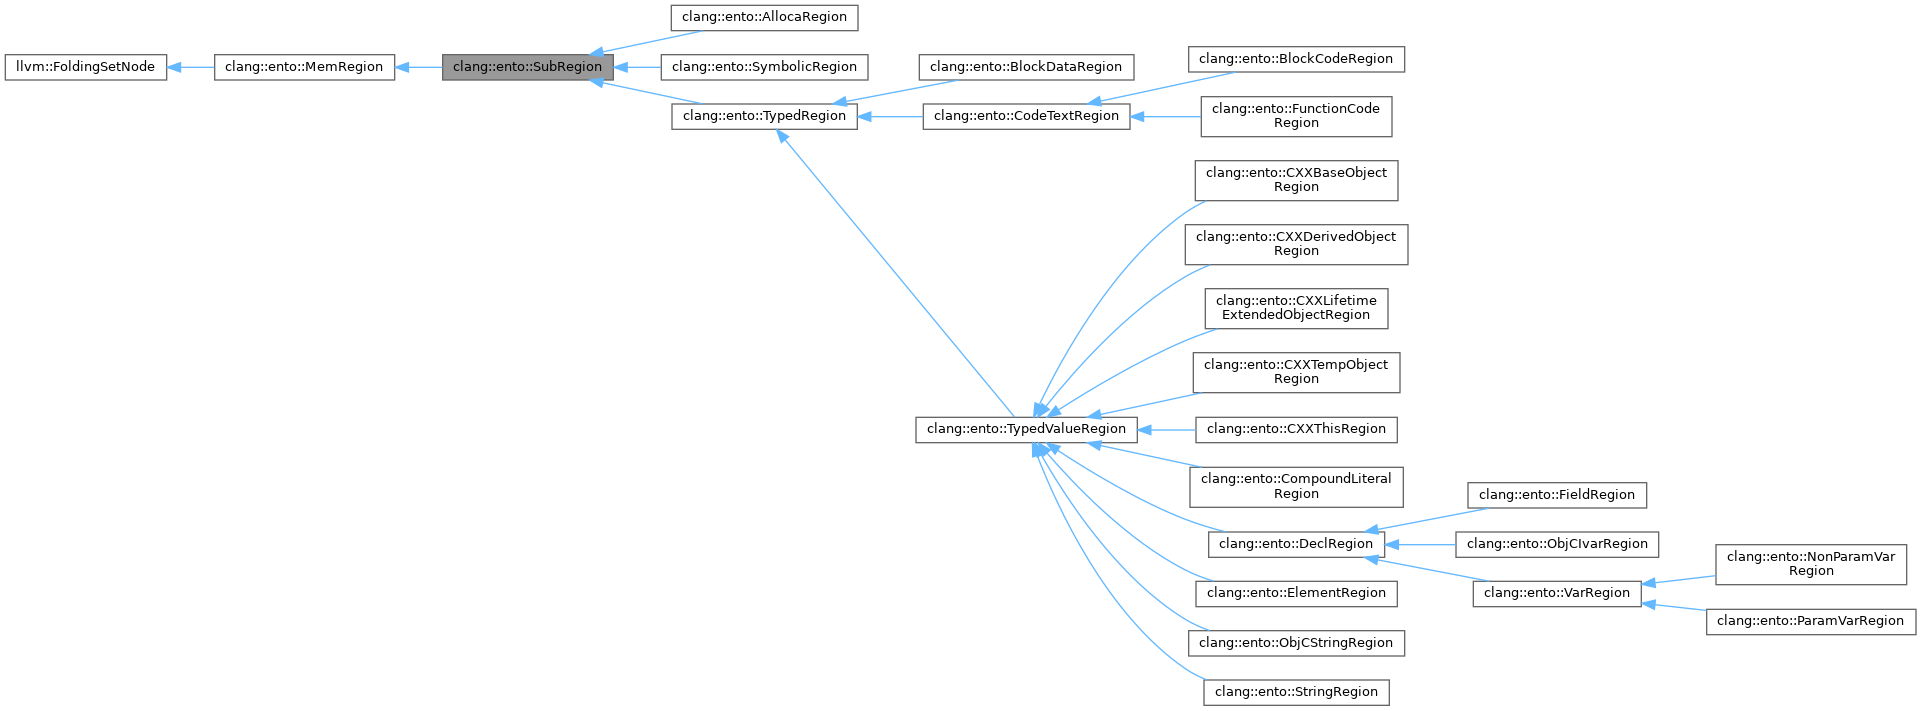 clang::ento::AllocaRegion
llvm::FoldingSetNode
clang::ento::MemRegion
clang::ento::SubRegion
clang::ento::SymbolicRegion
clang::ento::TypedRegion
clang::ento::BlockDataRegion
clang::ento::CodeTextRegion
clang::ento::BlockCodeRegion
clang::ento::FunctionCode
Region
clang::ento::CXXBaseObject
Region
clang::ento::CXXDerivedObject
Region
clang::ento::CXXLifetime
ExtendedObjectRegion
clang::ento::CXXTempObject
Region
clang::ento::TypedValueRegion
clang::ento::CXXThisRegion
clang::ento::CompoundLiteral
Region
clang::ento::DeclRegion
clang::ento::FieldRegion
clang::ento::ObjCIvarRegion
clang::ento::VarRegion
clang::ento::NonParamVar
Region
clang::ento::ParamVarRegion
clang::ento::ElementRegion
clang::ento::ObjCStringRegion
clang::ento::StringRegion